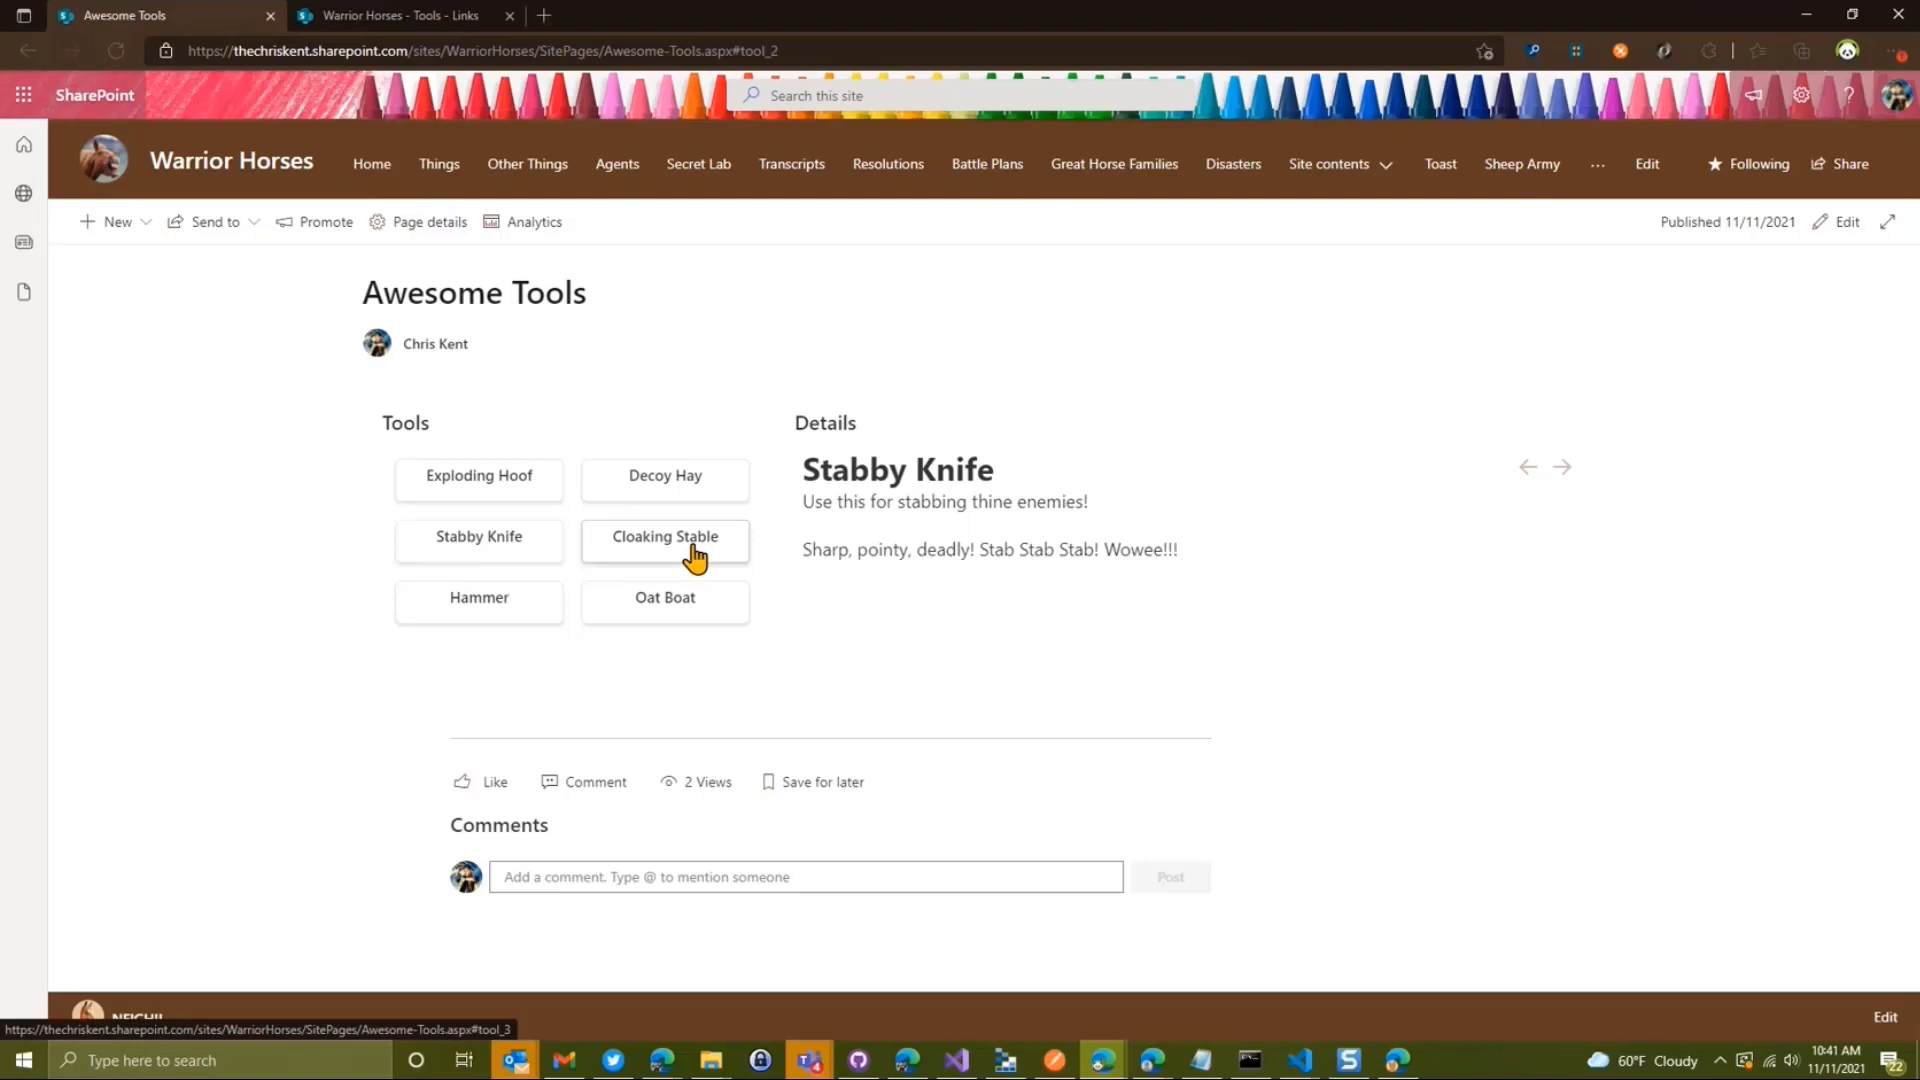 Awesome Tools
Warrior Horses - Tools - Links
https://thechriskent.sharepoint.com/sites/WarriorHorses/SitePages/Awesome-Tools.aspx#tool_2
SharePoint
Search this site
Warrior Horses
Home
Things
Other Things
Agents
Secret Lab
Transcripts
Resolutions
Battle Plans
Great Horse Families
Disasters
Site contents
Toast
Sheep Army
...
Edit
Following
Share
New
Send to
Promote
Page details
Analytics
Published 11/11/2021
Edit
Awesome Tools
Chris Kent
Tools
Details
Exploding Hoof
Decoy Hay
Stabby Knife
Cloaking Stable
Hammer
Oat Boat
Stabby Knife
Use this for stabbing thine enemies!
Sharp, pointy, deadly! Stab Stab Stab! Wowee!!!
Like
Comment
2 Views
Save for later
Comments
Add a comment. Type @ to mention someone
Post
Edit
https://thechriskent.sharepoint.com/sites/WarriorHorses/SitePages/Awesome-Tools.aspx#tool_3
Type here to search
4
60°F Cloudy
10:41 AM
11/11/2021
22